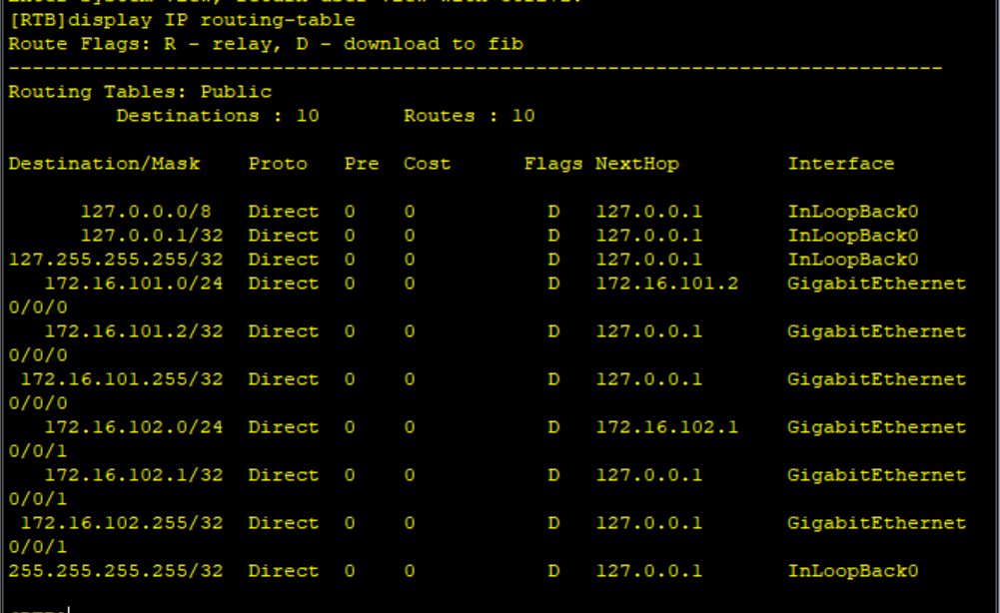 [RTB]display IP routing-table
Route Flags: R - relay, D - download to fib
------------------------------------------------------------------------------
Routing Tables: Public
         Destinations : 10       Routes : 10

Destination/Mask    Proto   Pre  Cost      Flags NextHop         Interface

      127.0.0.0/8   Direct  0    0           D   127.0.0.1       InLoopBack0
      127.0.0.1/32  Direct  0    0           D   127.0.0.1       InLoopBack0
127.255.255.255/32  Direct  0    0           D   127.0.0.1       InLoopBack0
   172.16.101.0/24  Direct  0    0           D   172.16.101.2    GigabitEthernet
0/0/0
   172.16.101.2/32  Direct  0    0           D   127.0.0.1       GigabitEthernet
0/0/0
 172.16.101.255/32  Direct  0    0           D   127.0.0.1       GigabitEthernet
0/0/0
   172.16.102.0/24  Direct  0    0           D   172.16.102.1    GigabitEthernet
0/0/1
   172.16.102.1/32  Direct  0    0           D   127.0.0.1       GigabitEthernet
0/0/1
 172.16.102.255/32  Direct  0    0           D   127.0.0.1       GigabitEthernet
0/0/1
255.255.255.255/32  Direct  0    0           D   127.0.0.1       InLoopBack0